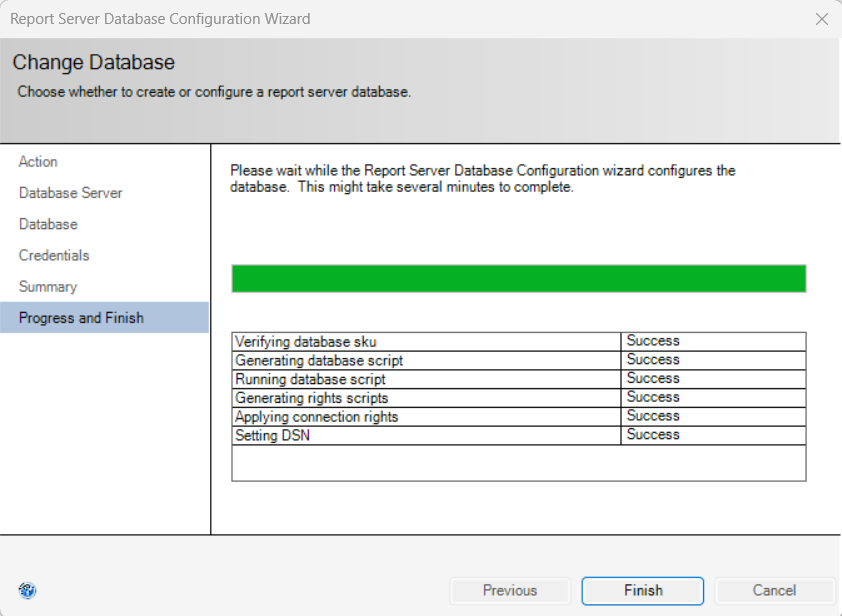 Report Server Database Configuration Wizard
Change Database
Choose whether to create or configure a report server database.
Action
Database Server
Database
Credentials
Summary
Progress and Finish
Please wait while the Report Server Database Configuration wizard configures the
database.  This might take several minutes to complete.
Verifying database sku Success
Generating database script Success
Running database script Success
Generating rights scripts Success
Applying connection rights Success
Setting DSN Success
Previous Finish Cancel